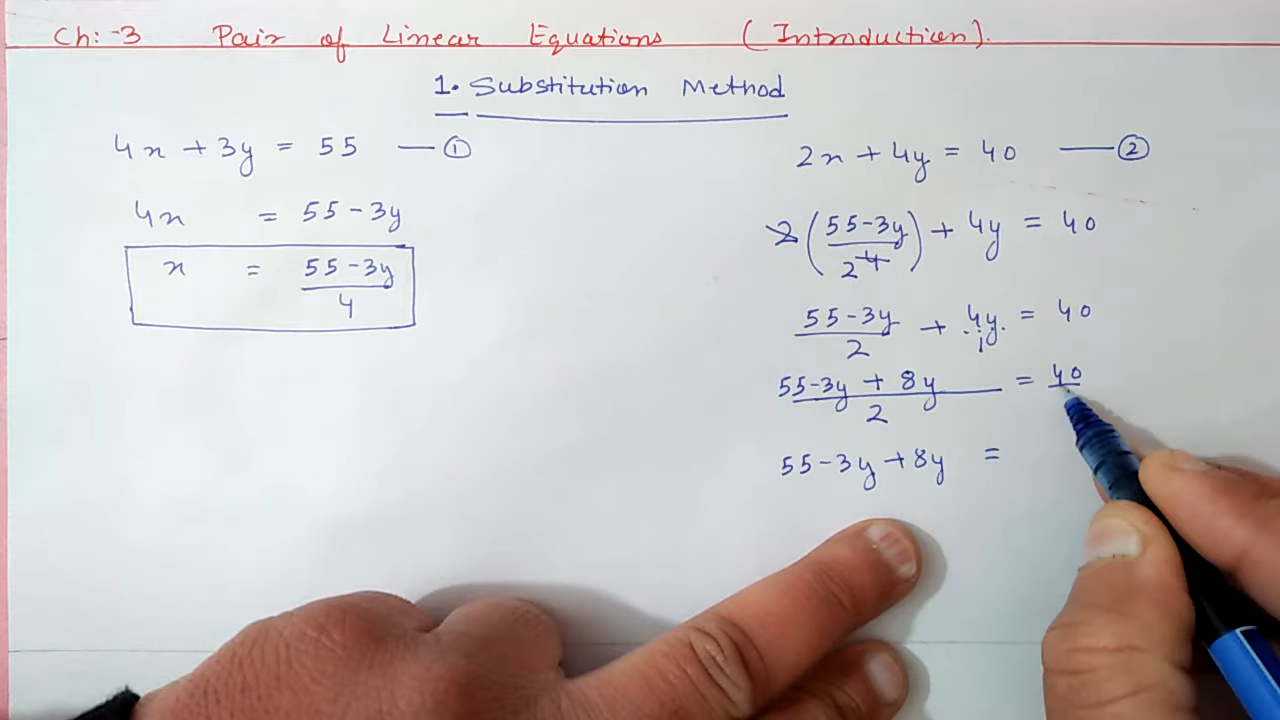 Ch:-3 Pair of Linear Equations (Introduction).
1. Substitution Method
4x + 3y = 55 — ①
4x = 55 - 3y
x = (55 - 3y)/4
2x + 4y = 40 — ②
2((55-3y)/2 4) + 4y = 40
(55-3y)/2 + 4y/1 = 40
(55-3y + 8y)/2 = 40
55-3y+8y =